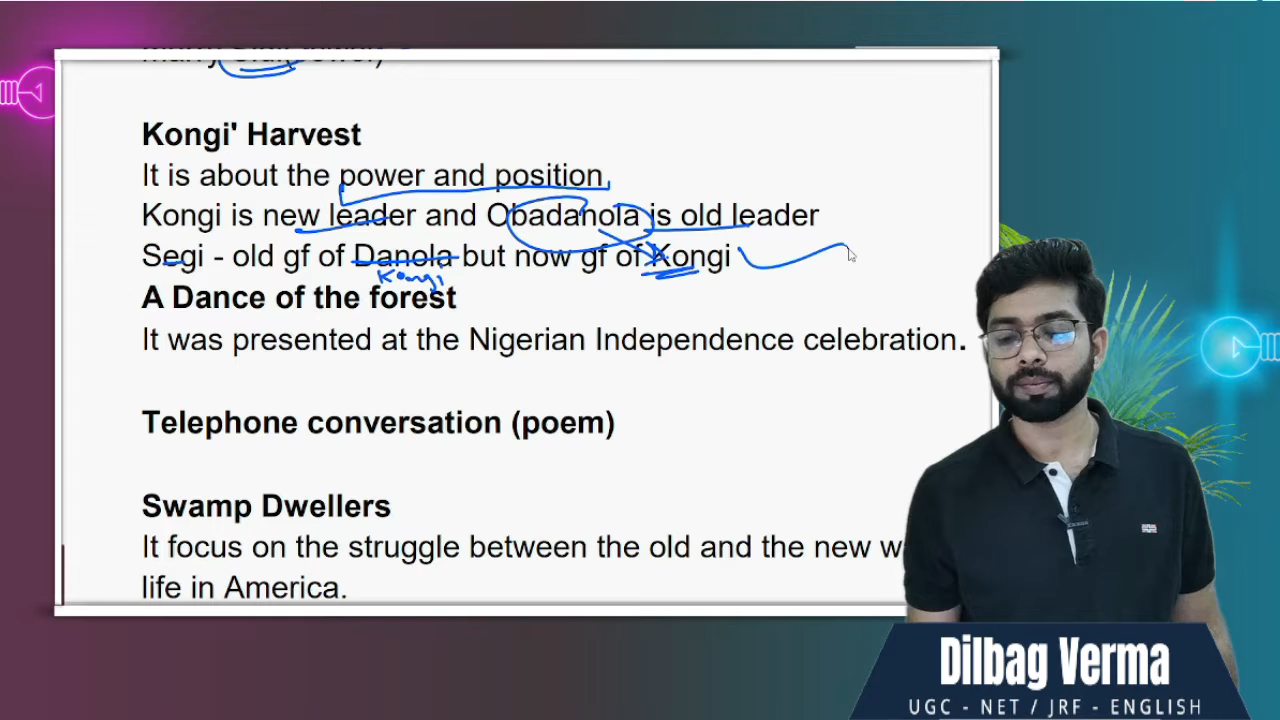 Kongi' Harvest
It is about the power and position
Kongi is new leader and Obadanola is old leader
Segi - old gf of Danola but now gf of Kongi
Kongi
A Dance of the forest
It was presented at the Nigerian Independence celebration.
Telephone conversation (poem)
Swamp Dwellers
It focus on the struggle between the old and the new
life in America.
Dilbag Verma
UGC - NET / JRF - ENGLISH